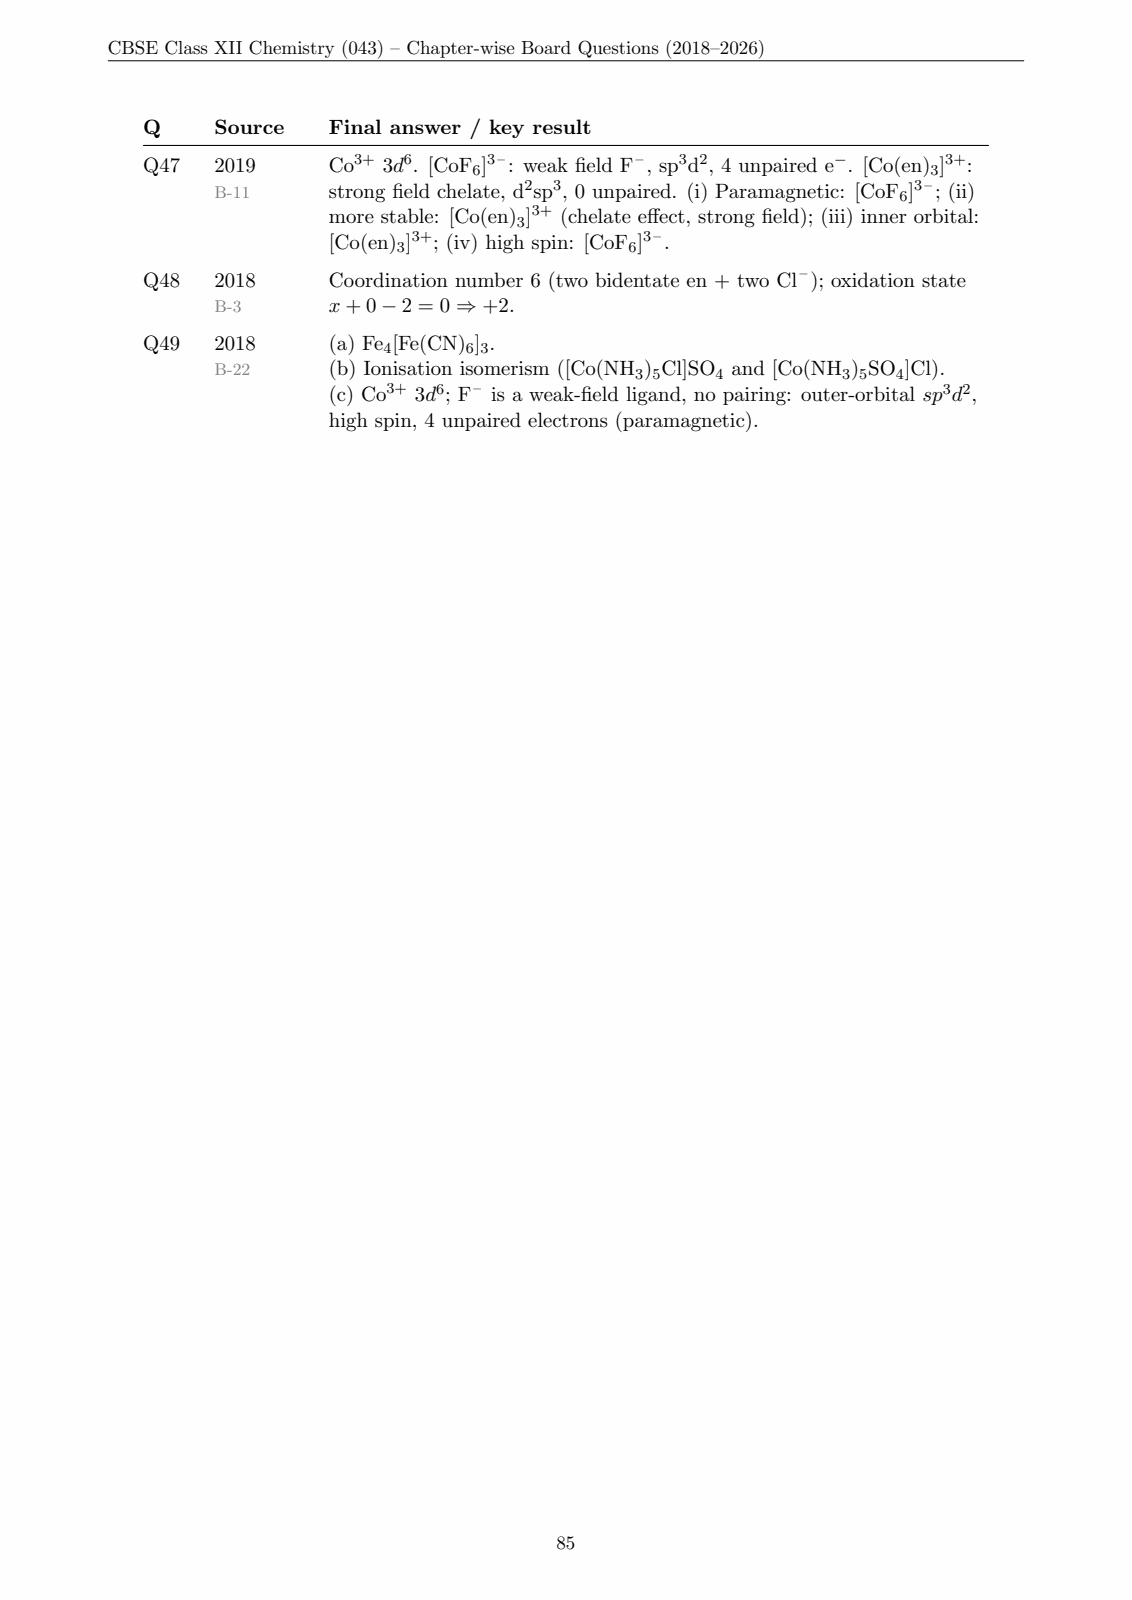 CBSE Class XII Chemistry (043) – Chapter-wise Board Questions (2018–2026)
Q Source Final answer / key result
Q47 2019 Co³⁺ 3d⁶. [CoF₆]³⁻: weak field F⁻, sp³d², 4 unpaired e⁻. [Co(en)₃]³⁺:
B-11 strong field chelate, d²sp³, 0 unpaired. (i) Paramagnetic: [CoF₆]³⁻; (ii)
more stable: [Co(en)₃]³⁺ (chelate effect, strong field); (iii) inner orbital:
[Co(en)₃]³⁺; (iv) high spin: [CoF₆]³⁻.
Q48 2018 Coordination number 6 (two bidentate en + two Cl⁻); oxidation state
B-3 x + 0 − 2 = 0 ⇒ +2.
Q49 2018 (a) Fe₄[Fe(CN)₆]₃.
B-22 (b) Ionisation isomerism ([Co(NH₃)₅Cl]SO₄ and [Co(NH₃)₅SO₄]Cl).
(c) Co³⁺ 3d⁶; F⁻ is a weak-field ligand, no pairing: outer-orbital sp³d²,
high spin, 4 unpaired electrons (paramagnetic).
85